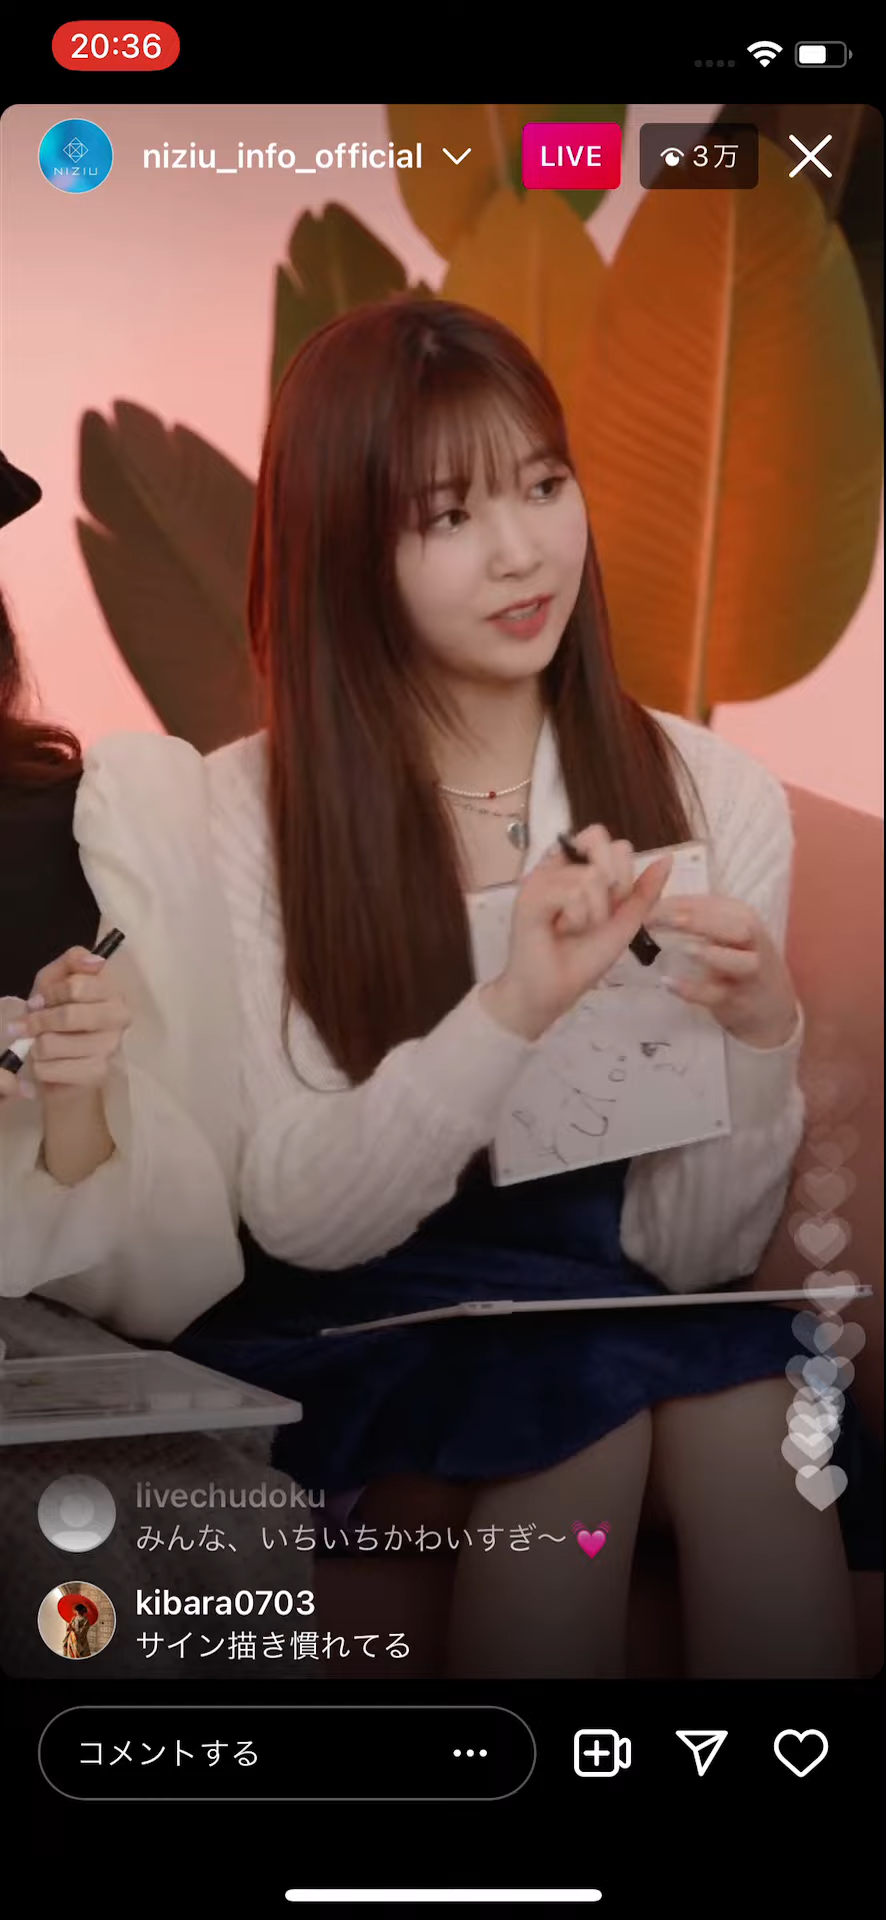 20:36
NIZIU
niziu_info_official
LIVE
3万
livechudoku
みんな、いちいちかわいすぎ〜💓
kibara0703
サイン描き慣れてる
コメントする